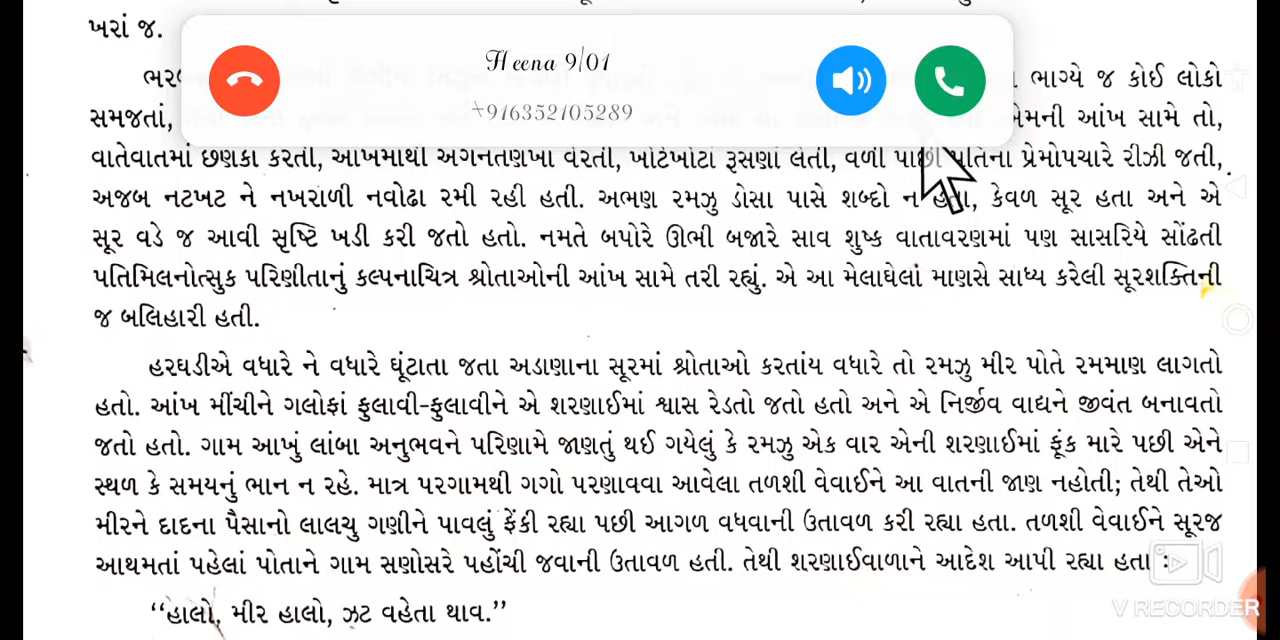 ખરાં જ.
Heena 9/01
+916352105289
ભાગ્યે જ કોઈ લોકો
સમજતાં, એમની આંખ સામે તો,
વાતેવાતમાં છણકા કરતી, આંખમાંથી અગનતણખા વેરતી, ખોટેખોટાં રૂસણાં લેતી, વળી પાછી પતિના પ્રેમોપચારે રીઝી જતી,
અજબ નટખટ ને નખરાળી નવોઢા રમી રહી હતી. અભણ રમઝુ ડોસા પાસે શબ્દો ન હતા, કેવળ સૂર હતા અને એ
સૂર વડે જ આવી સૃષ્ટિ ખડી કરી જતો હતો. નમતે બપોરે ઊભી બજારે સાવ શુષ્ક વાતાવરણમાં પણ સાસરિયે સોંઢતી
પતિમિલનોત્સુક પરિણીતાનું કલ્પનાચિત્ર શ્રોતાઓની આંખ સામે તરી રહ્યું. એ આ મેલાઘેલાં માણસે સાધ્ય કરેલી સૂરશક્તિની
જ બલિહારી હતી.
હરઘડીએ વધારે ને વધારે ઘૂંટાતા જતા અડાણાના સૂરમાં શ્રોતાઓ કરતાંય વધારે તો રમઝુ મીર પોતે રમમાણ લાગતો
હતો. આંખ મીંચીને ગલોફાં ફુલાવી-ફુલાવીને એ શરણાઈમાં શ્વાસ રેડતો જતો હતો અને એ નિર્જીવ વાદ્યને જીવંત બનાવતો
જતો હતો. ગામ આખું લાંબા અનુભવને પરિણામે જાણતું થઈ ગયેલું કે રમઝુ એક વાર એની શરણાઈમાં ફૂંક મારે પછી એને
સ્થળ કે સમયનું ભાન ન રહે. માત્ર પરગામથી ગગો પરણાવવા આવેલા તળશી વેવાઈને આ વાતની જાણ નહોતી; તેથી તેઓ
મીરને દાદના પૈસાનો લાલચુ ગણીને પાવલું ફેંકી રહ્યા પછી આગળ વધવાની ઉતાવળ કરી રહ્યા હતા. તળશી વેવાઈને સૂરજ
આથમતાં પહેલાં પોતાને ગામ સણોસરે પહોંચી જવાની ઉતાવળ હતી. તેથી શરણાઈવાળાને આદેશ આપી રહ્યા હતા :
‘‘હાલો, મીર હાલો, ઝટ વહેતા થાવ.’’
V RECORDER